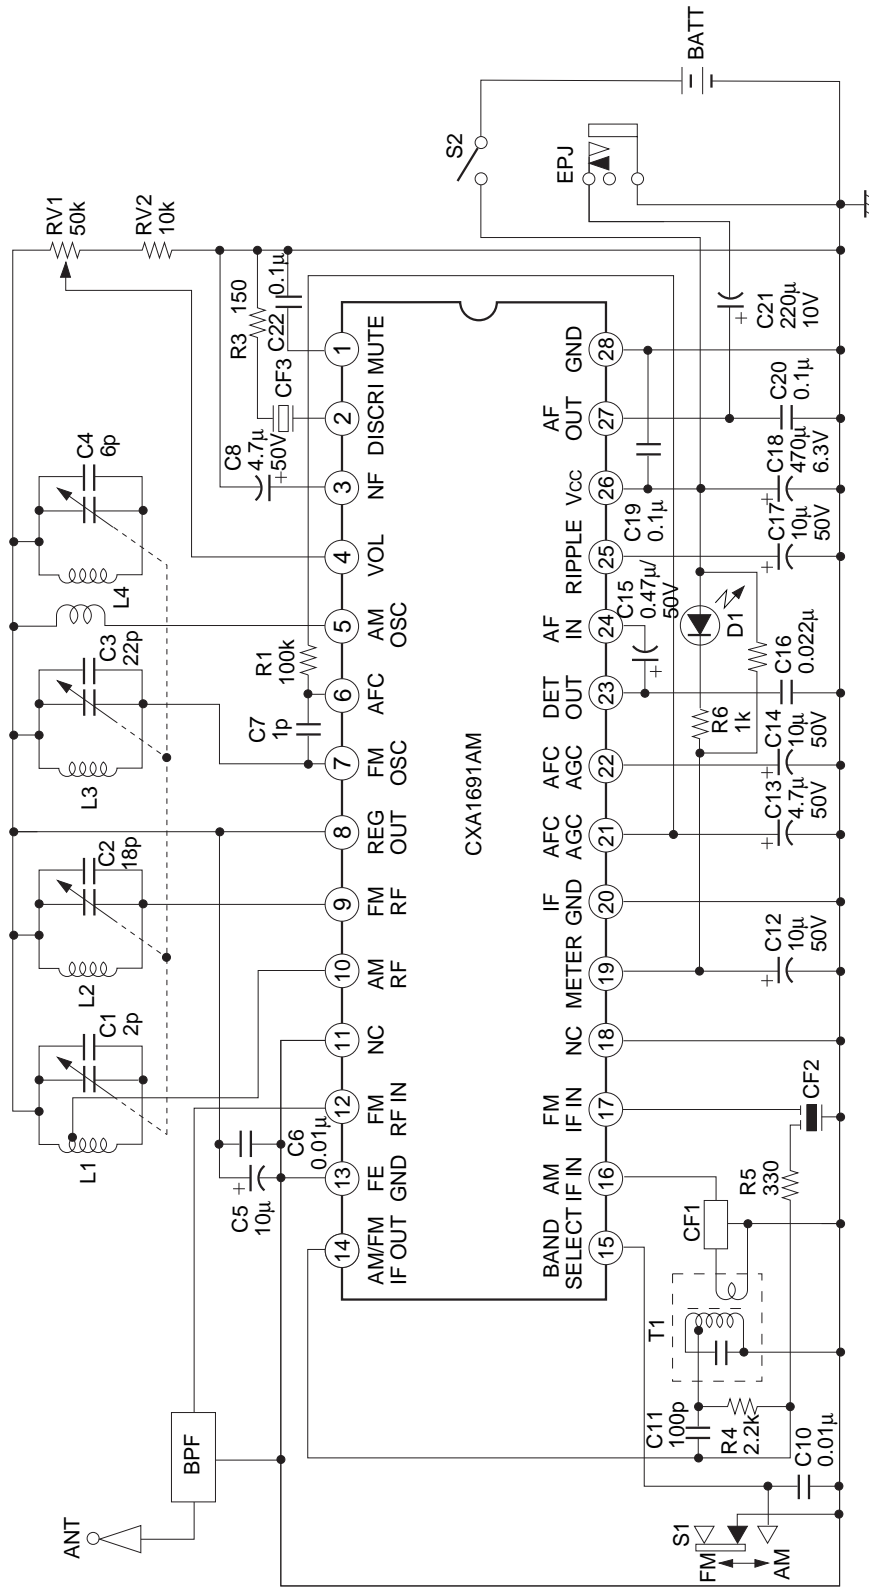 ANT
BPF
L1
C1
2p
L2
C2
18p
L3
C3
22p
L4
C4
6p
RV1
50k
RV2
10k
C5
10μ
+
C6
0.01μ
C7
1p
R1
100k
C8
4.7μ
+50V
CF3
R3 150
C22 0.1μ
14
13
12
11
10
9
8
7
6
5
4
3
2
1
AM/FM
IF OUT
FE
GND
FM
RF IN
NC
AM
RF
FM
RF
REG
OUT
FM
OSC
AFC
AM
OSC
VOL
NF
DISCRI
MUTE
CXA1691AM
BAND
SELECT
AM
IF IN
FM
IF IN
NC
METER
IF
GND
AFC
AGC
AFC
AGC
DET
OUT
AF
IN
RIPPLE
VCC
AF
OUT
GND
15
16
17
18
19
20
21
22
23
24
25
26
27
28
S1
FM
AM
C10
0.01μ
C11
100p
R4
2.2k
T1
CF1
R5
330
CF2
C12
10μ
50V
+
C13
4.7μ
50V
+
C14
10μ
50V
+
R6
1k
C15
0.47μ/
50V
+
C16
0.022μ
D1
C17
10μ
50V
+
C18
470μ
6.3V
+
C19
0.1μ
C20
0.1μ
C21
220μ
10V
+
EPJ
S2
BATT